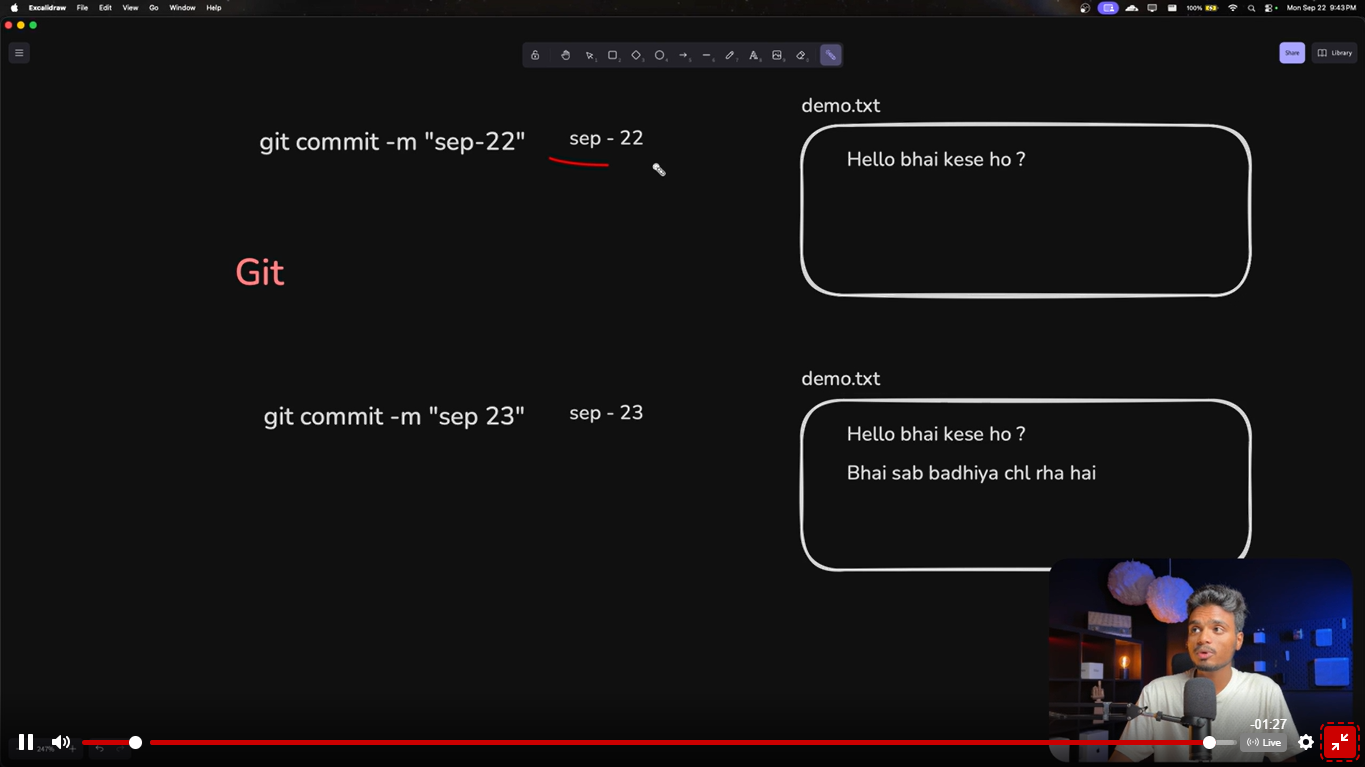 Excalidraw File Edit View Go Window Help
100% Mon Sep 22 9:43 PM
Share Library
demo.txt
git commit -m "sep-22" sep - 22
Hello bhai kese ho ?
Git
demo.txt
git commit -m "sep 23" sep - 23
Hello bhai kese ho ?
Bhai sab badhiya chl rha hai
-01:27
247%
Live